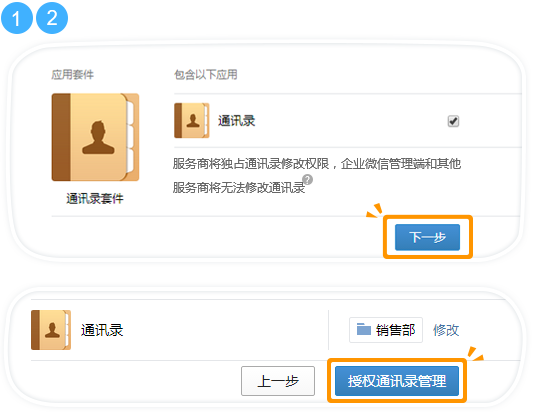 1 2
应用套件 包含以下应用
通讯录
服务商将独占通讯录修改权限，企业微信管理端和其他
服务商将无法修改通讯录 ?
通讯录套件
下一步
通讯录 销售部 修改
上一步 授权通讯录管理